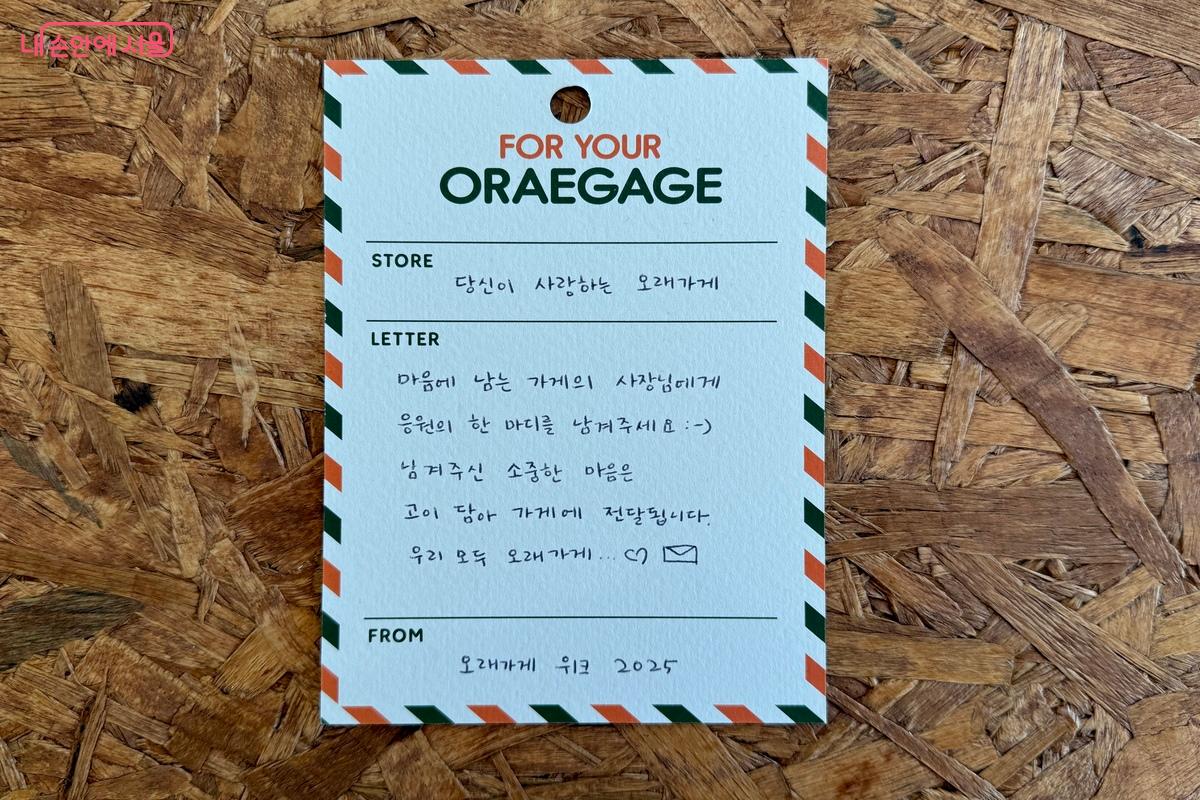 내 손안에 서울
FOR YOUR
ORAEGAGE
STORE
당신이 사랑하는 오래가게
LETTER
마음에 남는 가게의 사장님에게
응원의 한 마디를 남겨주세요 :-)
남겨주신 소중한 마음은
고이 담아 가게에 전달됩니다.
우리 모두 오래가게...♡
FROM
오래가게 위크 2025